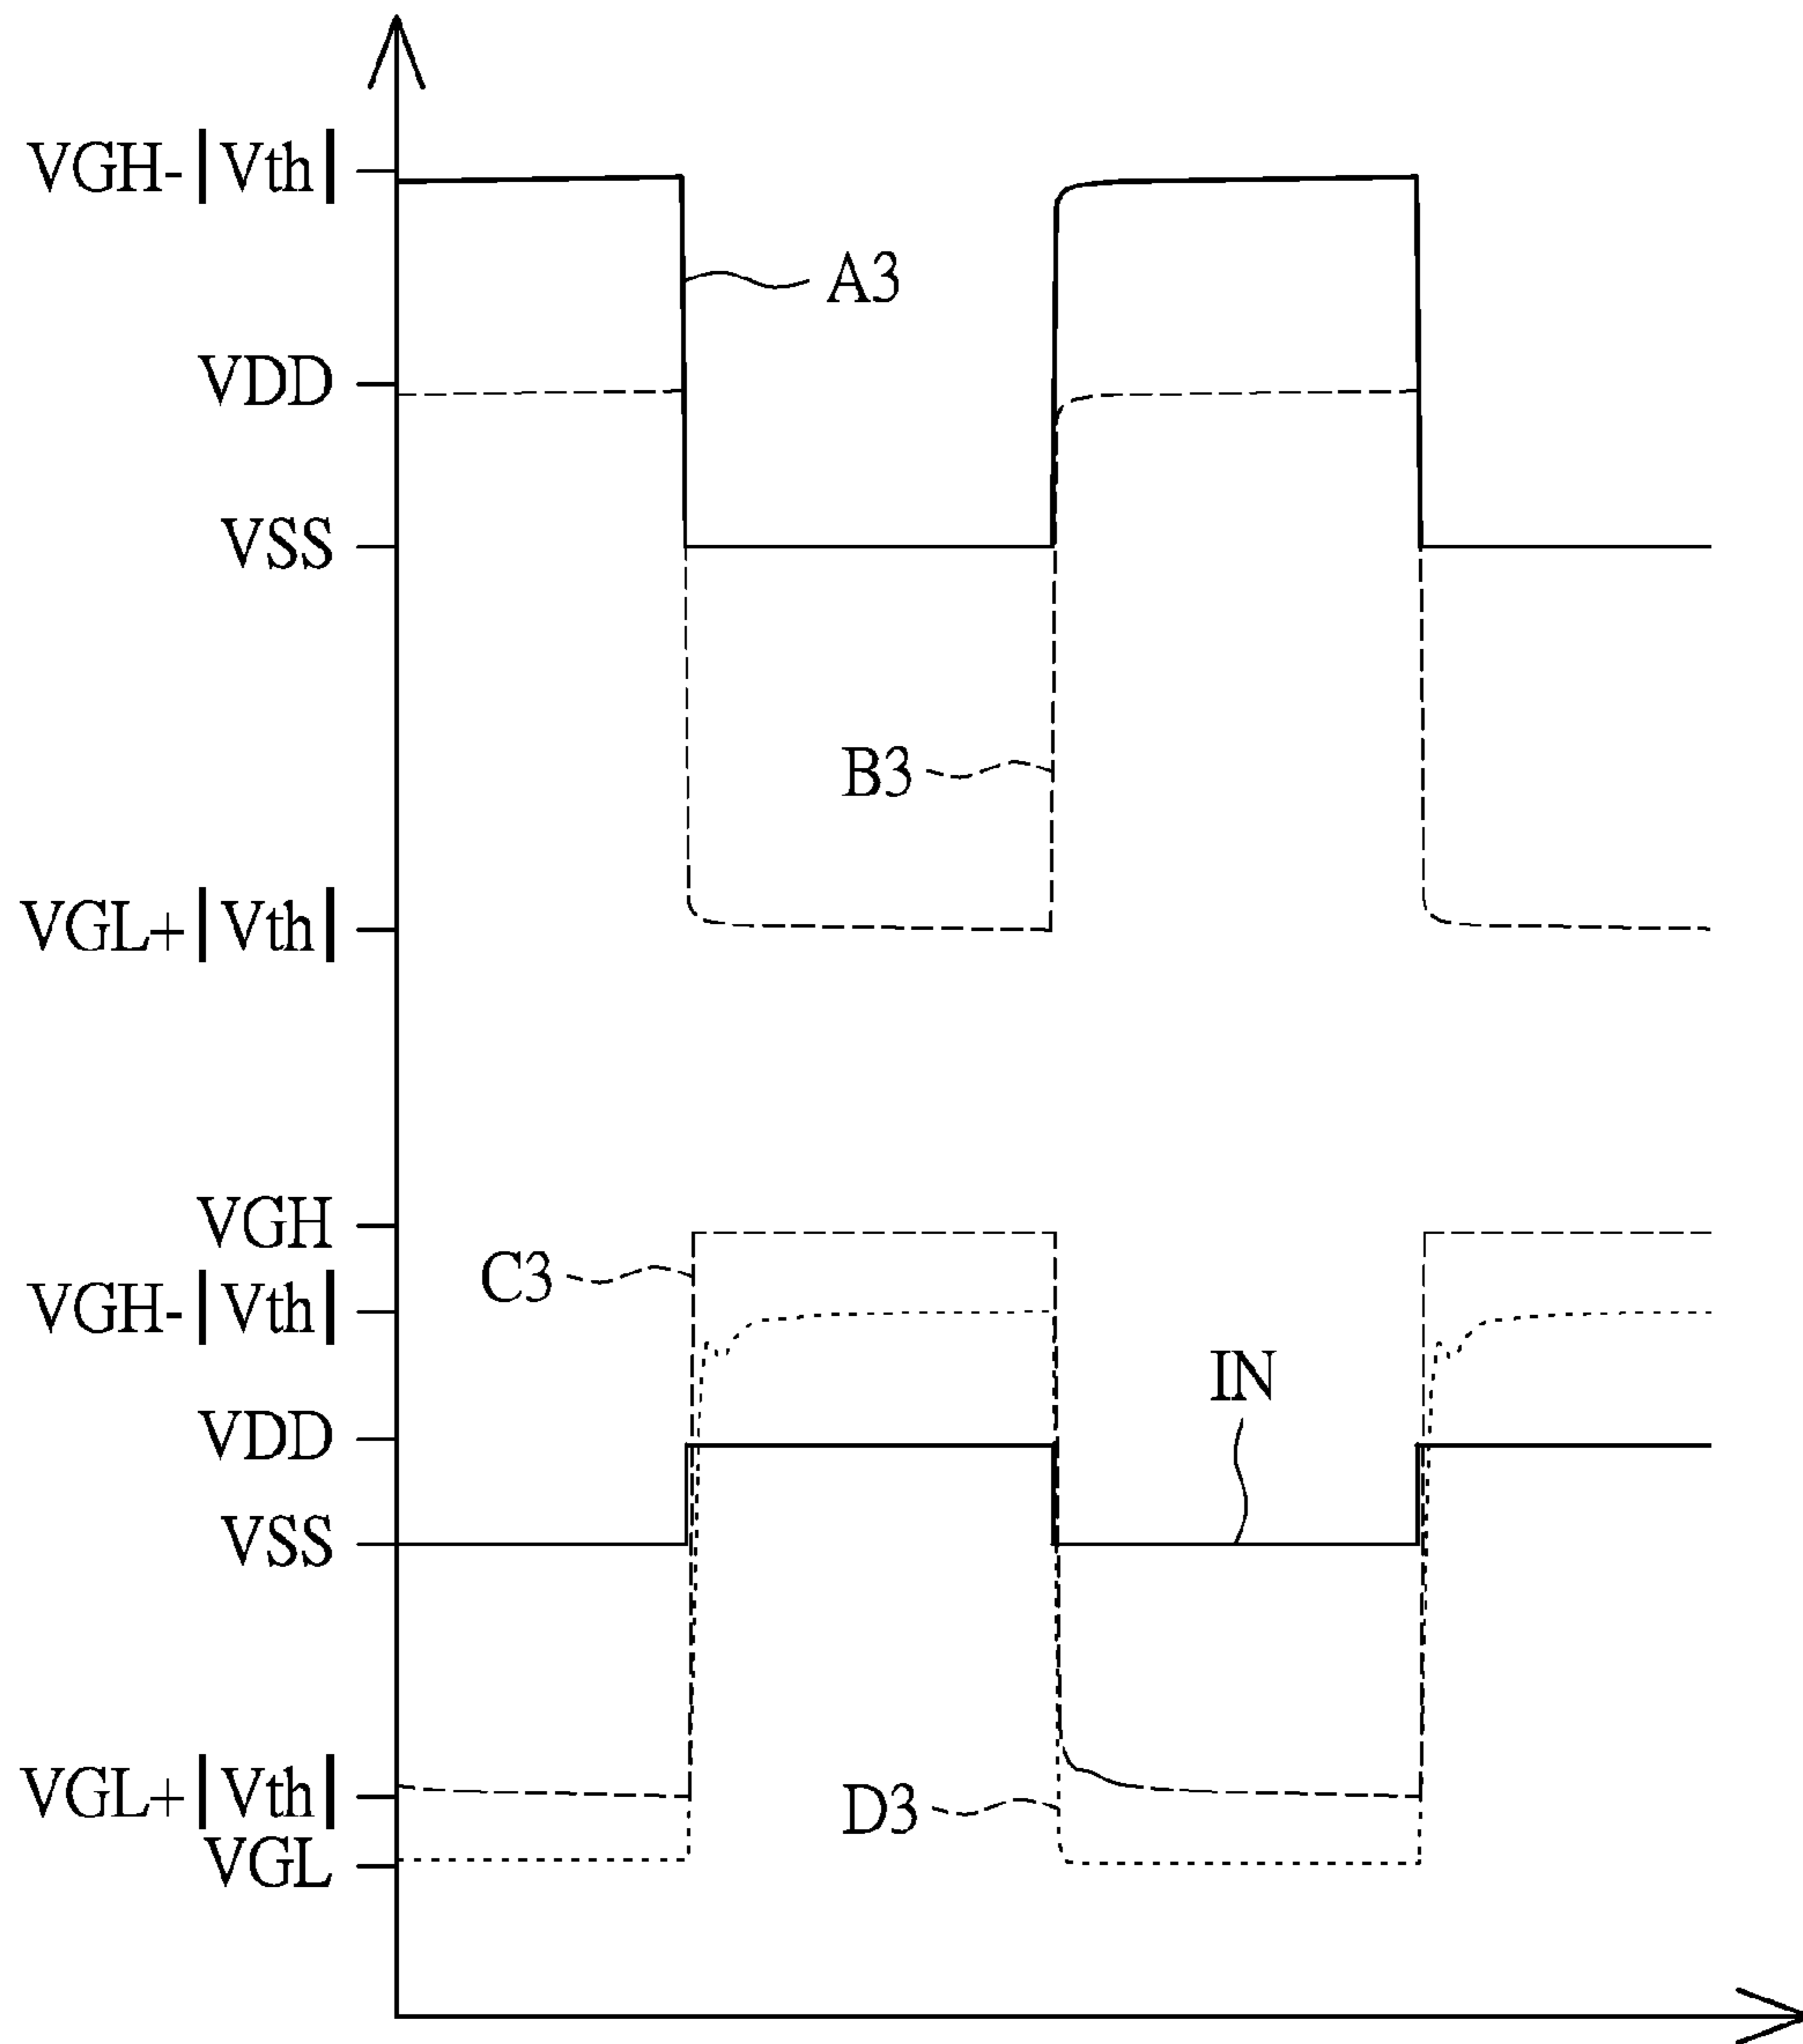 VGH-|Vth|
A3
VDD
VSS
B3
VGL+|Vth|
VGH
C3
VGH-|Vth|
IN
VDD
VSS
VGL+|Vth|
D3
VGL